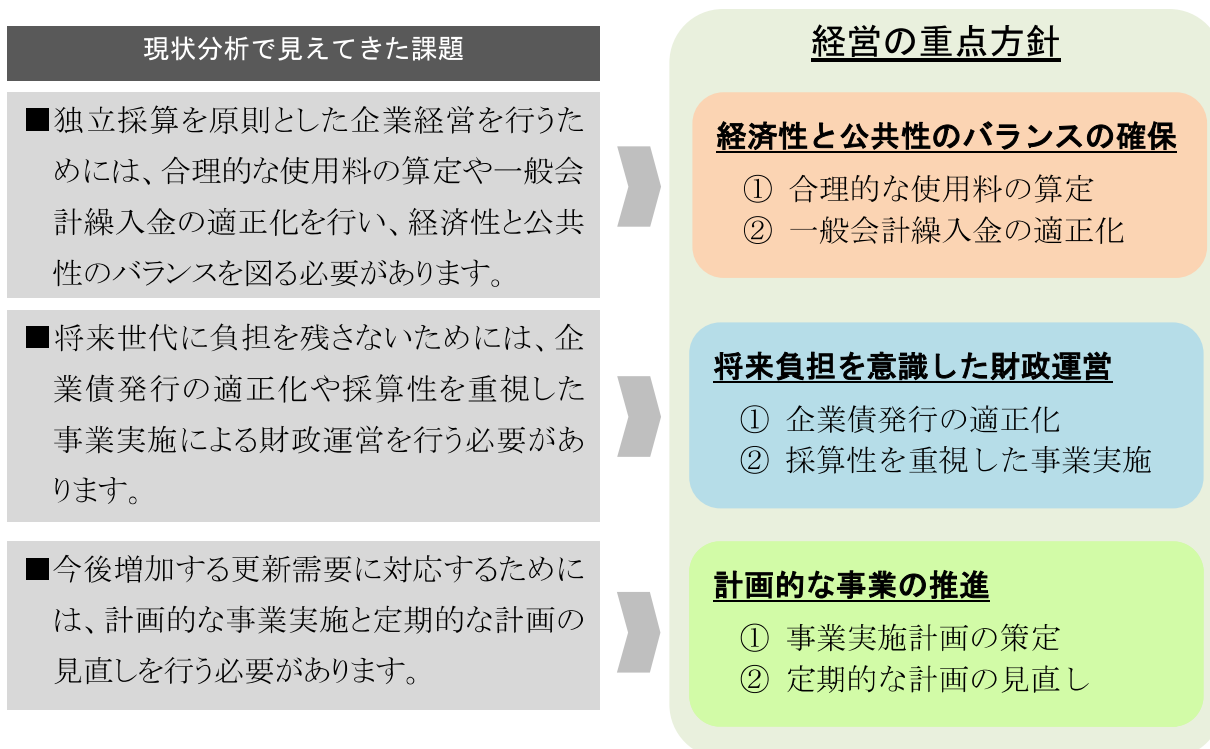 現状分析で見えてきた課題
■独立採算を原則とした企業経営を行うた
めには、合理的な使用料の算定や一般会
計繰入金の適正化を行い、経済性と公共
性のバランスを図る必要があります。
■将来世代に負担を残さないためには、企
業債発行の適正化や採算性を重視した
事業実施による財政運営を行う必要があ
ります。
■今後増加する更新需要に対応するために
は、計画的な事業実施と定期的な計画の
見直しを行う必要があります。
経営の重点方針
経済性と公共性のバランスの確保
① 合理的な使用料の算定
② 一般会計繰入金の適正化
将来負担を意識した財政運営
① 企業債発行の適正化
② 採算性を重視した事業実施
計画的な事業の推進
① 事業実施計画の策定
② 定期的な計画の見直し